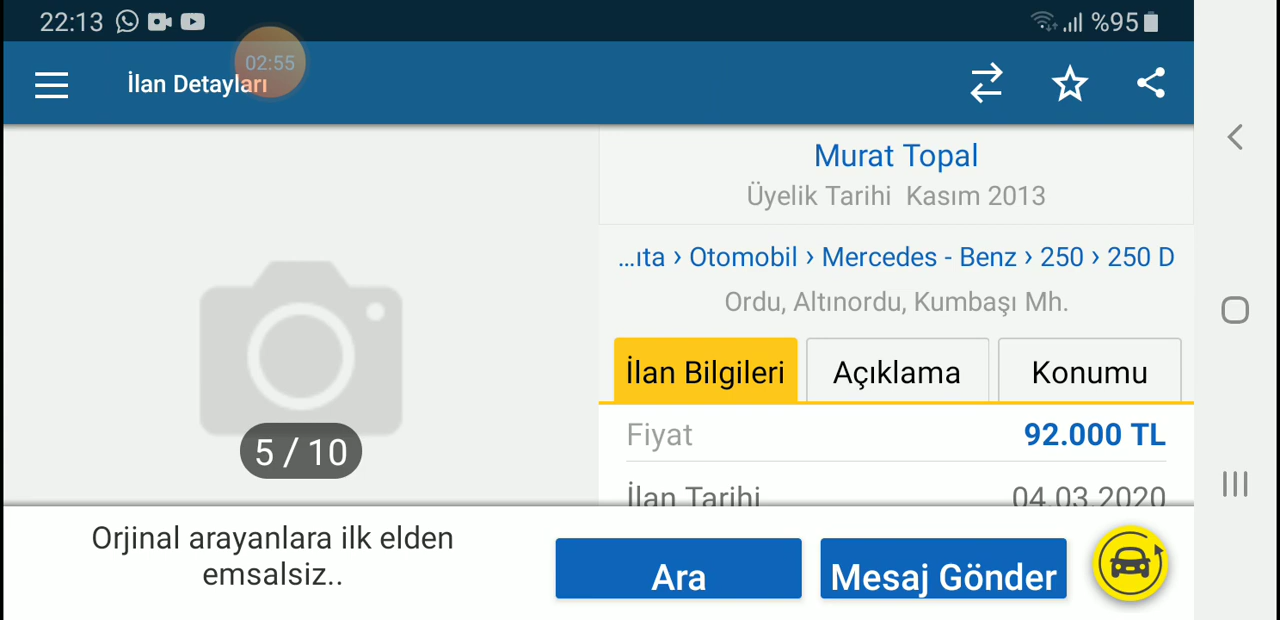 22:13 %95
02:55
İlan Detayları
Murat Topal
Üyelik Tarihi Kasım 2013
...ıta › Otomobil › Mercedes - Benz › 250 › 250 D
Ordu, Altınordu, Kumbaşı Mh.
İlan Bilgileri Açıklama Konumu
Fiyat 92.000 TL
İlan Tarihi 04.03.2020
5 / 10
Orjinal arayanlara ilk elden
emsalsiz..
Ara Mesaj Gönder